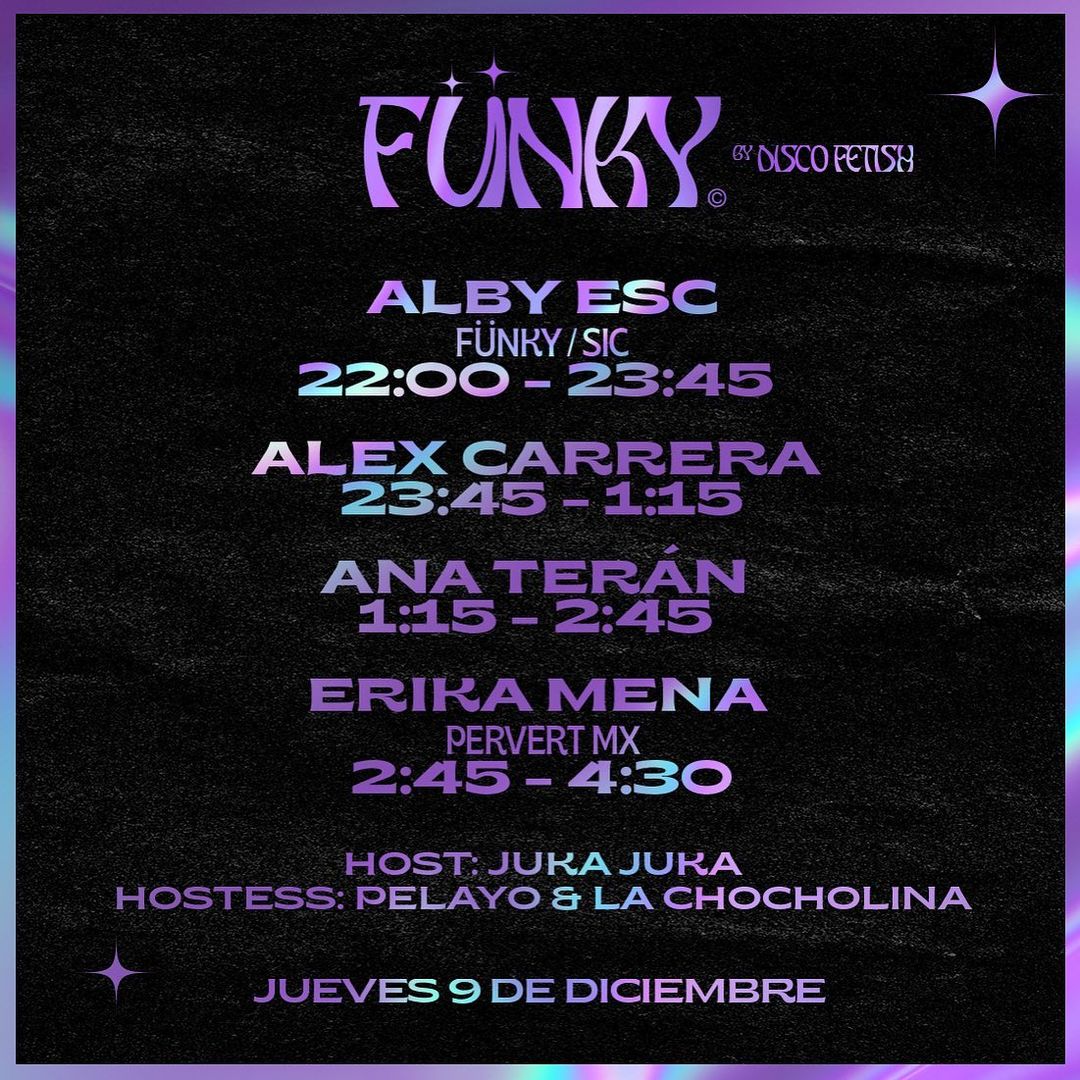 FÜNKY©
BY DISCO FETISH
ALBY ESC
FÜNKY / SIC
22:00 - 23:45
ALEX CARRERA
23:45 - 1:15
ANA TERÁN
1:15 - 2:45
ERIKA MENA
PERVERT MX
2:45 - 4:30
HOST: JUKA JUKA
HOSTESS: PELAYO & LA CHOCHOLINA
JUEVES 9 DE DICIEMBRE